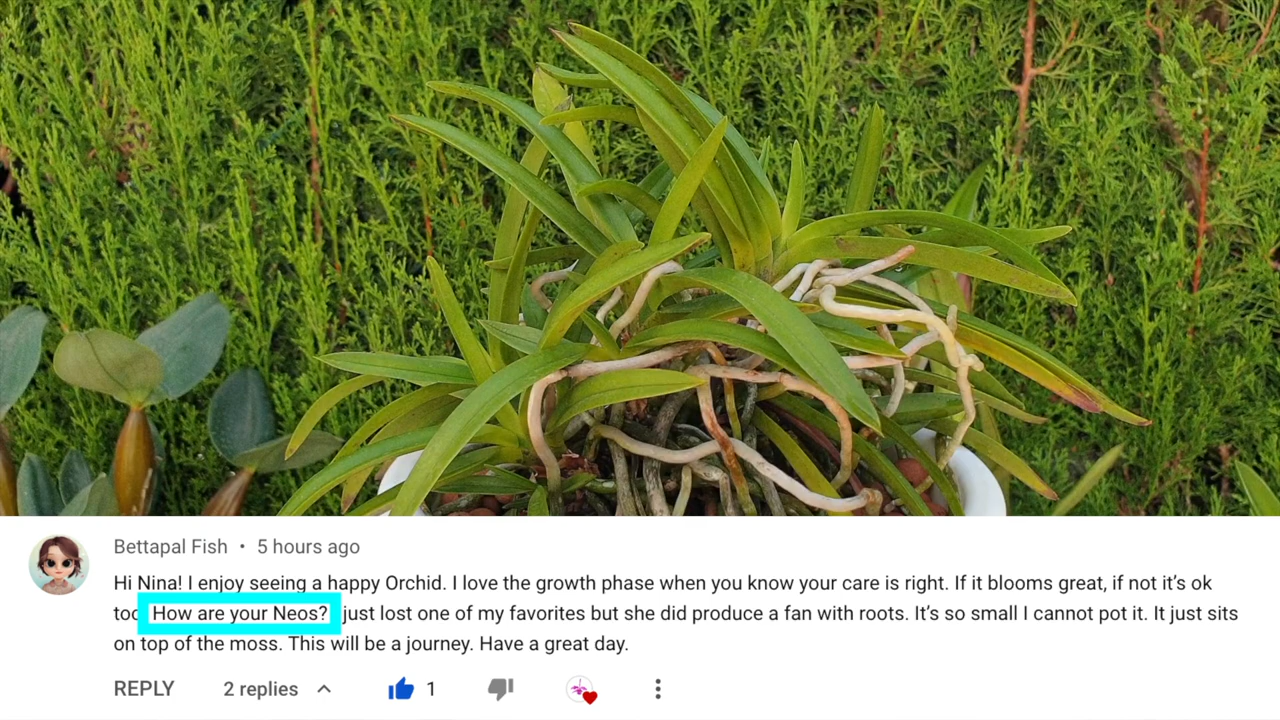 Bettapal Fish • 5 hours ago
Hi Nina! I enjoy seeing a happy Orchid. I love the growth phase when you know your care is right. If it blooms great, if not it's ok
too How are your Neos? just lost one of my favorites but she did produce a fan with roots. It's so small I cannot pot it. It just sits
on top of the moss. This will be a journey. Have a great day.
REPLY 2 replies 1